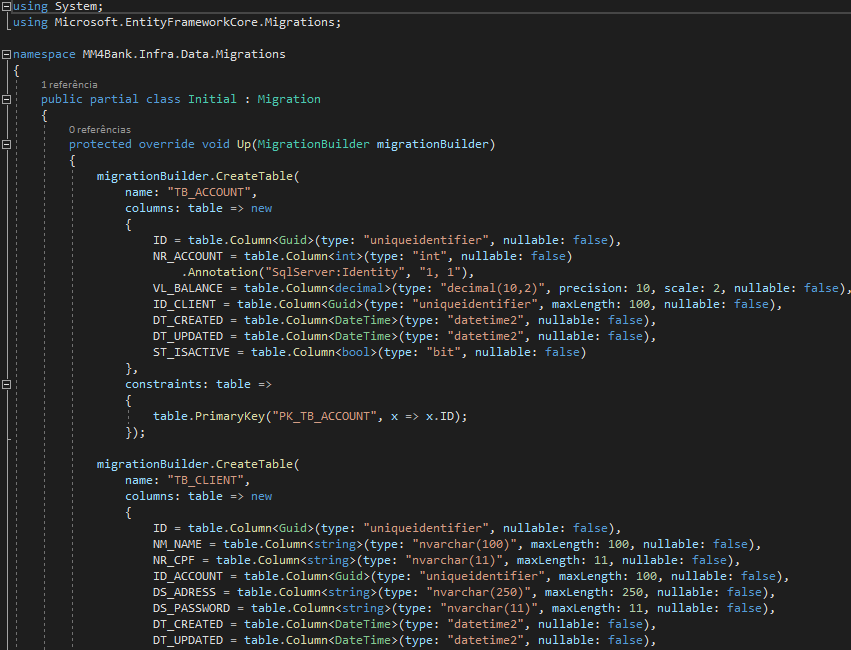 using System;
using Microsoft.EntityFrameworkCore.Migrations;
namespace MM4Bank.Infra.Data.Migrations
{
1 referência
public partial class Initial : Migration
{
0 referências
protected override void Up(MigrationBuilder migrationBuilder)
{
migrationBuilder.CreateTable(
name: "TB_ACCOUNT",
columns: table => new
{
ID = table.Column<Guid>(type: "uniqueidentifier", nullable: false),
NR_ACCOUNT = table.Column<int>(type: "int", nullable: false)
.Annotation("SqlServer:Identity", "1, 1"),
VL_BALANCE = table.Column<decimal>(type: "decimal(10,2)", precision: 10, scale: 2, nullable: false),
ID_CLIENT = table.Column<Guid>(type: "uniqueidentifier", maxLength: 100, nullable: false),
DT_CREATED = table.Column<DateTime>(type: "datetime2", nullable: false),
DT_UPDATED = table.Column<DateTime>(type: "datetime2", nullable: false),
ST_ISACTIVE = table.Column<bool>(type: "bit", nullable: false)
},
constraints: table =>
{
table.PrimaryKey("PK_TB_ACCOUNT", x => x.ID);
});
migrationBuilder.CreateTable(
name: "TB_CLIENT",
columns: table => new
{
ID = table.Column<Guid>(type: "uniqueidentifier", nullable: false),
NM_NAME = table.Column<string>(type: "nvarchar(100)", maxLength: 100, nullable: false),
NR_CPF = table.Column<string>(type: "nvarchar(11)", maxLength: 11, nullable: false),
ID_ACCOUNT = table.Column<Guid>(type: "uniqueidentifier", maxLength: 100, nullable: false),
DS_ADRESS = table.Column<string>(type: "nvarchar(250)", maxLength: 250, nullable: false),
DS_PASSWORD = table.Column<string>(type: "nvarchar(11)", maxLength: 11, nullable: false),
DT_CREATED = table.Column<DateTime>(type: "datetime2", nullable: false),
DT_UPDATED = table.Column<DateTime>(type: "datetime2", nullable: false),